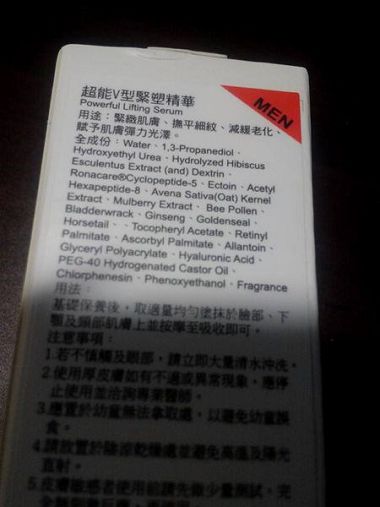 MEN
超能V型緊塑精華
Powerful Lifting Serum
用途：緊緻肌膚、撫平細紋、減緩老化、
賦予肌膚彈力光澤。
全成份：Water、1,3-Propanediol、
Hydroxyethyl Urea、Hydrolyzed Hibiscus
Esculentus Extract (and) Dextrin、
Ronacare®Cyclopeptide-5、Ectoin、Acetyl
Hexapeptide-8、Avena Sativa(Oat) Kernel
Extract、Mulberry Extract、Bee Pollen、
Bladderwrack、Ginseng、Goldenseal、
Horsetail、、Tocopheryl Acetate、Retinyl
Palmitate、Ascorbyl Palmitate、Allantoin、
Glyceryl Polyacrylate、Hyaluronic Acid、
PEG-40 Hydrogenated Castor Oil、
Chlorphenesin、Phenoxyethanol、Fragrance
用法：
基礎保養後，取適量均勻塗抹於臉部、下
顎及頸部肌膚上並按摩至吸收即可。
注意事項：
1.若不慎觸及眼部，請立即大量清水沖洗。
2.使用厚皮膚如有不適或異常現象，應停
止使用並洽詢專業醫師。
3.應置於幼童無法拿取處，以避免幼童誤
食。
4.請放置於陰涼乾燥處並避免高溫及陽光
直射。
5.皮膚敏感者使用前請先做少量測試，完